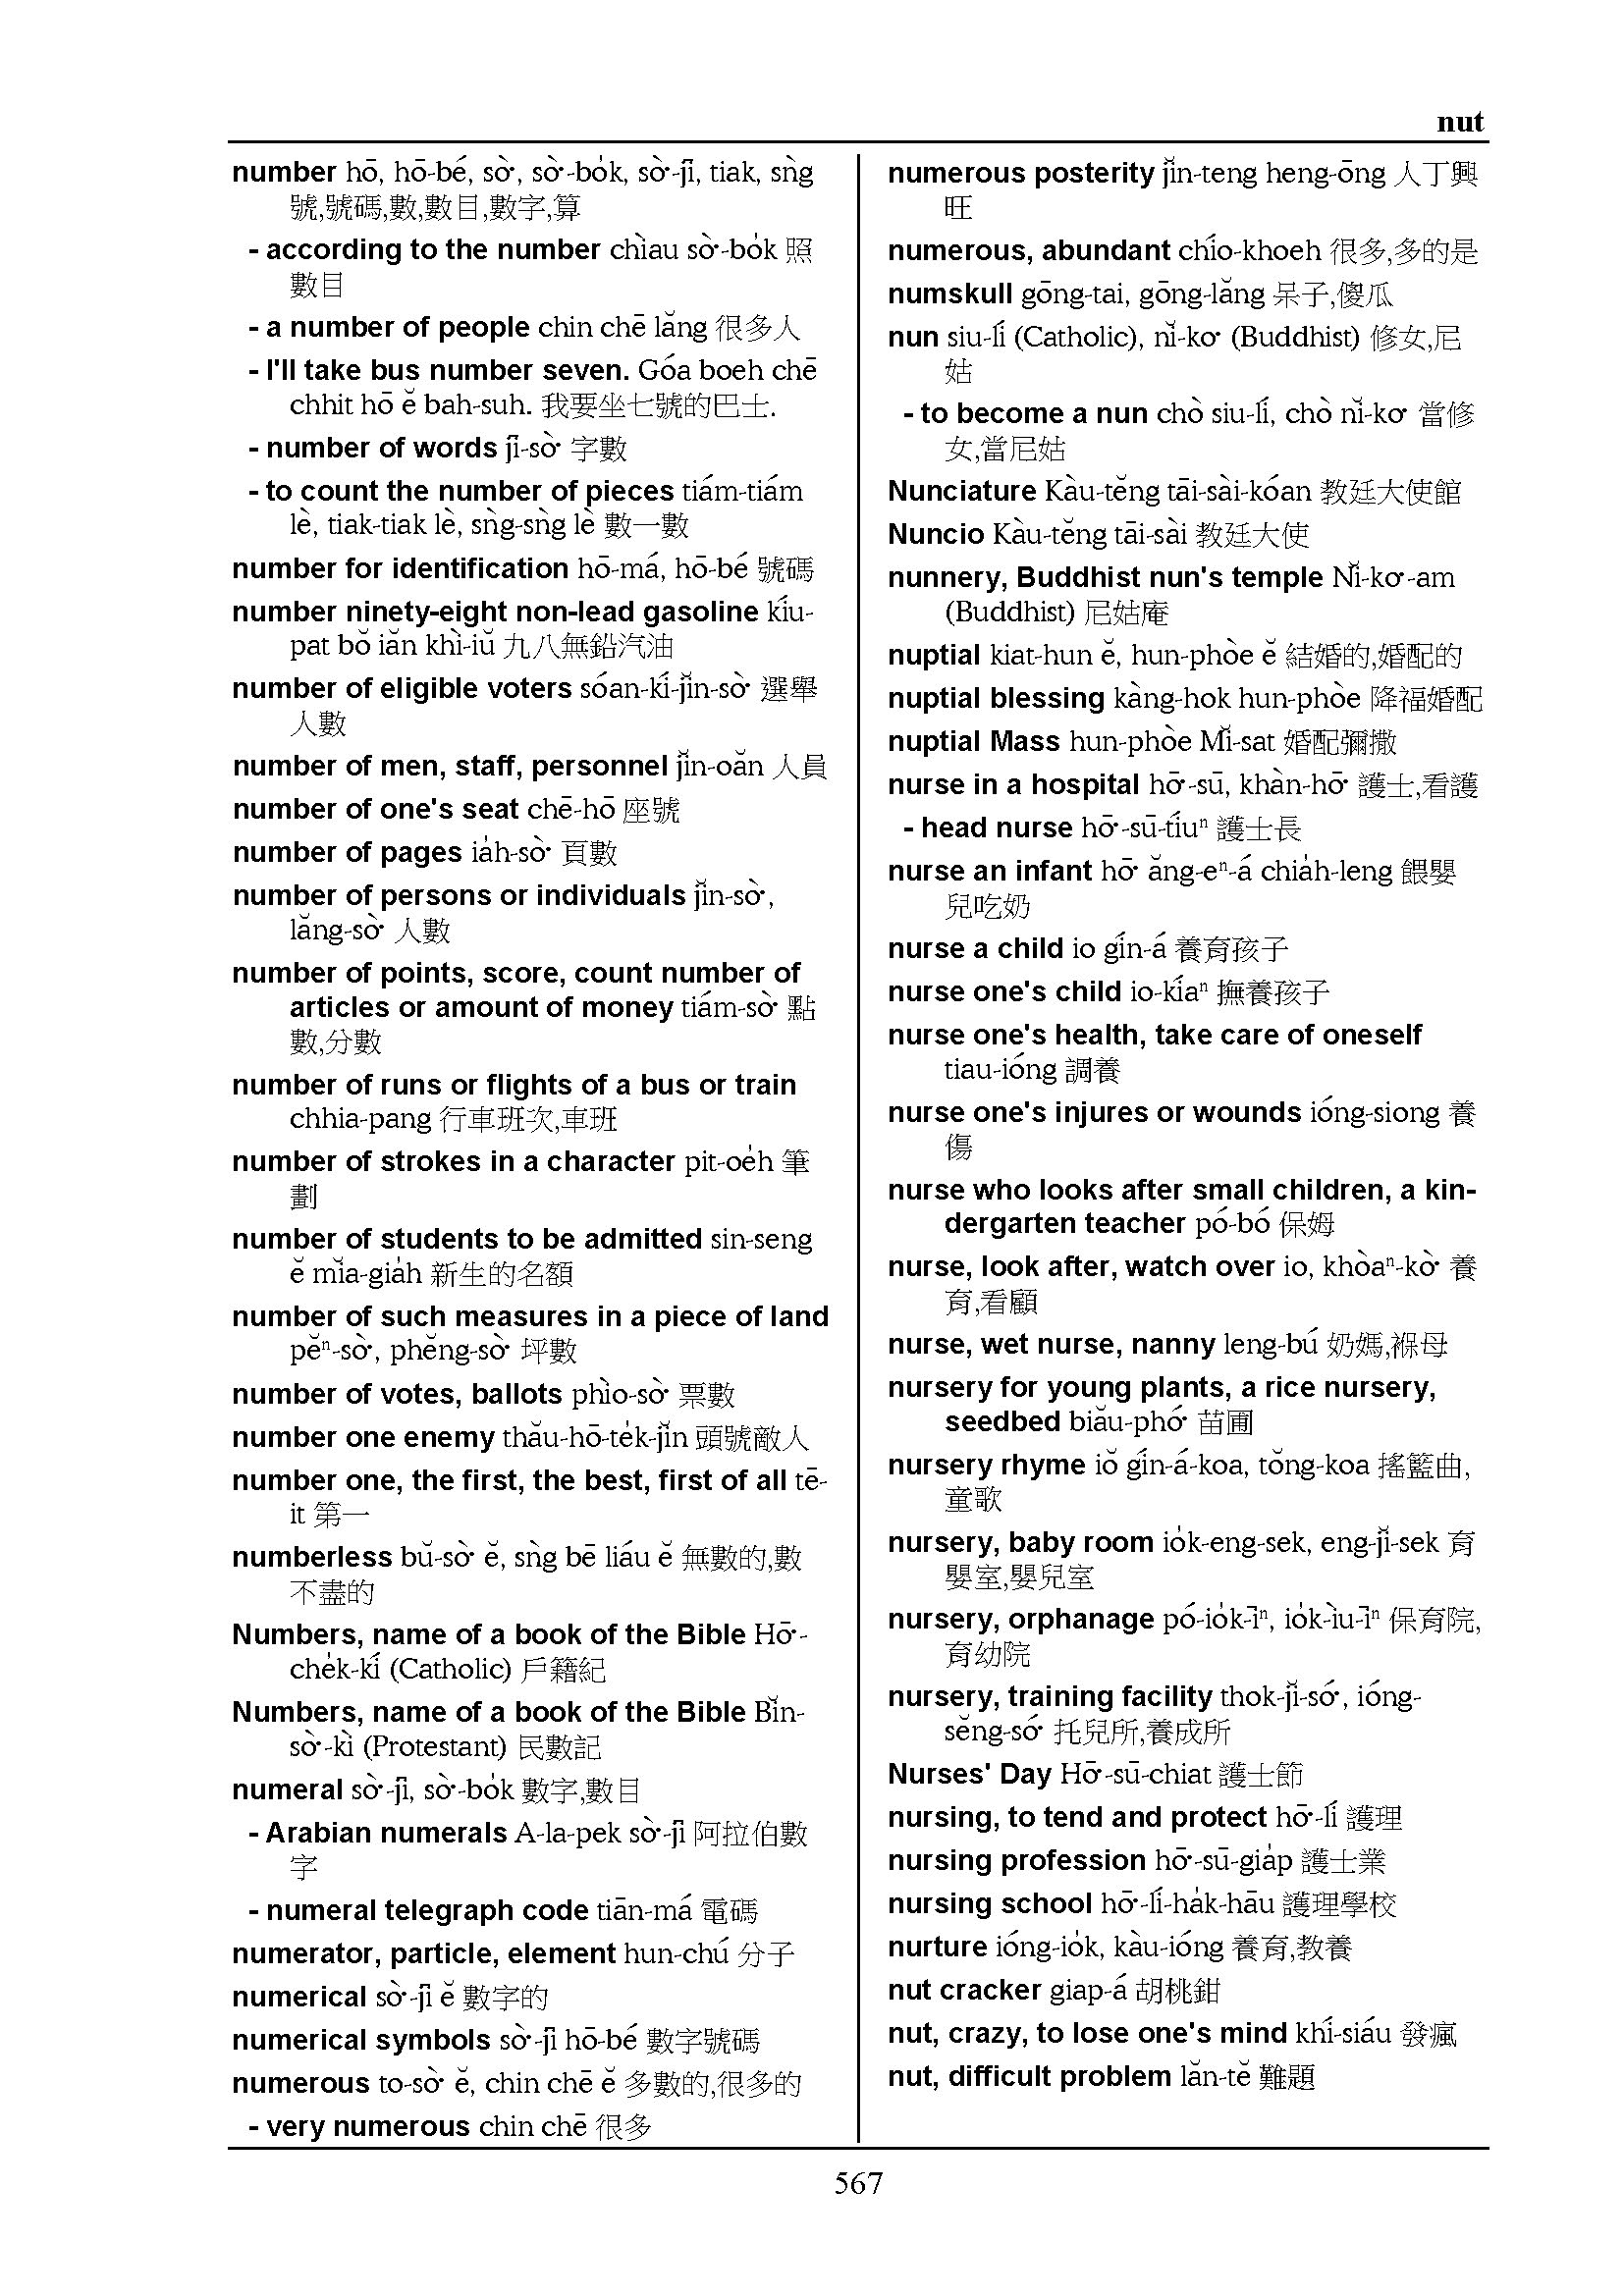 nut
number hō, hō-bé, sò͘, sò͘-bo̍k, sò͘-jī, tiak, sǹg
號,號碼,數,數目,數字,算
- according to the number chìau sò͘-bo̍k 照
數目
- a number of people chin chē lăng 很多人
- I'll take bus number seven. Góa boeh chē
chhit hō ĕ bah-suh. 我要坐七號的巴士.
- number of words jī-sò͘ 字數
- to count the number of pieces tiám-tiám
lè, tiak-tiak lè, sǹg-sǹg lè 數一數
number for identification hō-má, hō-bé 號碼
number ninety-eight non-lead gasoline kíu-
pat bŏ iăn khì-iŭ 九八無鉛汽油
number of eligible voters sóan-kí-jĭn-sò͘ 選舉
人數
number of men, staff, personnel jĭn-oăn 人員
number of one's seat chē-hō 座號
number of pages ia̍h-sò͘ 頁數
number of persons or individuals jĭn-sò͘,
lăng-sò͘ 人數
number of points, score, count number of
articles or amount of money tiám-sò͘ 點
數,分數
number of runs or flights of a bus or train
chhia-pang 行車班次,車班
number of strokes in a character pit-oe̍h 筆
劃
number of students to be admitted sin-seng
ĕ mĭa-gia̍h 新生的名額
number of such measures in a piece of land
pĕⁿ-sò͘, phĕng-sò͘ 坪數
number of votes, ballots phìo-sò͘ 票數
number one enemy thău-hō-te̍k-jĭn 頭號敵人
number one, the first, the best, first of all tē-
it 第一
numberless bŭ-sò͘ ĕ, sǹg bē liáu ĕ 無數的,數
不盡的
Numbers, name of a book of the Bible Hō͘-
che̍k-kí (Catholic) 戶籍紀
Numbers, name of a book of the Bible Bĭn-
sò͘-kì (Protestant) 民數記
numeral sò͘-jī, sò͘-bo̍k 數字,數目
- Arabian numerals A-la-pek sò͘-jī 阿拉伯數
字
- numeral telegraph code tiān-má 電碼
numerator, particle, element hun-chú 分子
numerical sò͘-jī ĕ 數字的
numerical symbols sò͘-jī hō-bé 數字號碼
numerous to-sò͘ ĕ, chin chē ĕ 多數的,很多的
- very numerous chin chē 很多
numerous posterity jĭn-teng heng-ōng 人丁興
旺
numerous, abundant chío-khoeh 很多,多的是
numskull gōng-tai, gōng-lăng 呆子,傻瓜
nun siu-lí (Catholic), nĭ-ko͘ (Buddhist) 修女,尼
姑
- to become a nun chò siu-lí, chò nĭ-ko͘ 當修
女,當尼姑
Nunciature Kàu-tĕng tāi-sài-kóan 教廷大使館
Nuncio Kàu-tĕng tāi-sài 教廷大使
nunnery, Buddhist nun's temple Nĭ-ko͘-am
(Buddhist) 尼姑庵
nuptial kiat-hun ĕ, hun-phòe ĕ 結婚的,婚配的
nuptial blessing kàng-hok hun-phòe 降福婚配
nuptial Mass hun-phòe Mĭ-sat 婚配彌撒
nurse in a hospital hō͘-sū, khàn-hō͘ 護士,看護
- head nurse hō͘-sū-tíuⁿ 護士長
nurse an infant hō͘ ăng-eⁿ-á chia̍h-leng 餵嬰
兒吃奶
nurse a child io gín-á 養育孩子
nurse one's child io-kíaⁿ 撫養孩子
nurse one's health, take care of oneself
tiau-ióng 調養
nurse one's injures or wounds ióng-siong 養
傷
nurse who looks after small children, a kin-
dergarten teacher pó-bó 保姆
nurse, look after, watch over io, khòaⁿ-kò͘ 養
育,看顧
nurse, wet nurse, nanny leng-bú 奶媽,褓母
nursery for young plants, a rice nursery,
seedbed biău-phó͘ 苗圃
nursery rhyme iŏ gín-á-koa, tŏng-koa 搖籃曲,
童歌
nursery, baby room io̍k-eng-sek, eng-jĭ-sek 育
嬰室,嬰兒室
nursery, orphanage pó-io̍k-īⁿ, io̍k-ìu-īⁿ 保育院,
育幼院
nursery, training facility thok-jĭ-só͘, ióng-
sĕng-só͘ 托兒所,養成所
Nurses' Day Hō͘-sū-chiat 護士節
nursing, to tend and protect hō͘-lí 護理
nursing profession hō͘-sū-gia̍p 護士業
nursing school hō͘-lí-ha̍k-hāu 護理學校
nurture ióng-io̍k, kàu-ióng 養育,教養
nut cracker giap-á 胡桃鉗
nut, crazy, to lose one's mind khí-siáu 發瘋
nut, difficult problem lăn-tĕ 難題
567